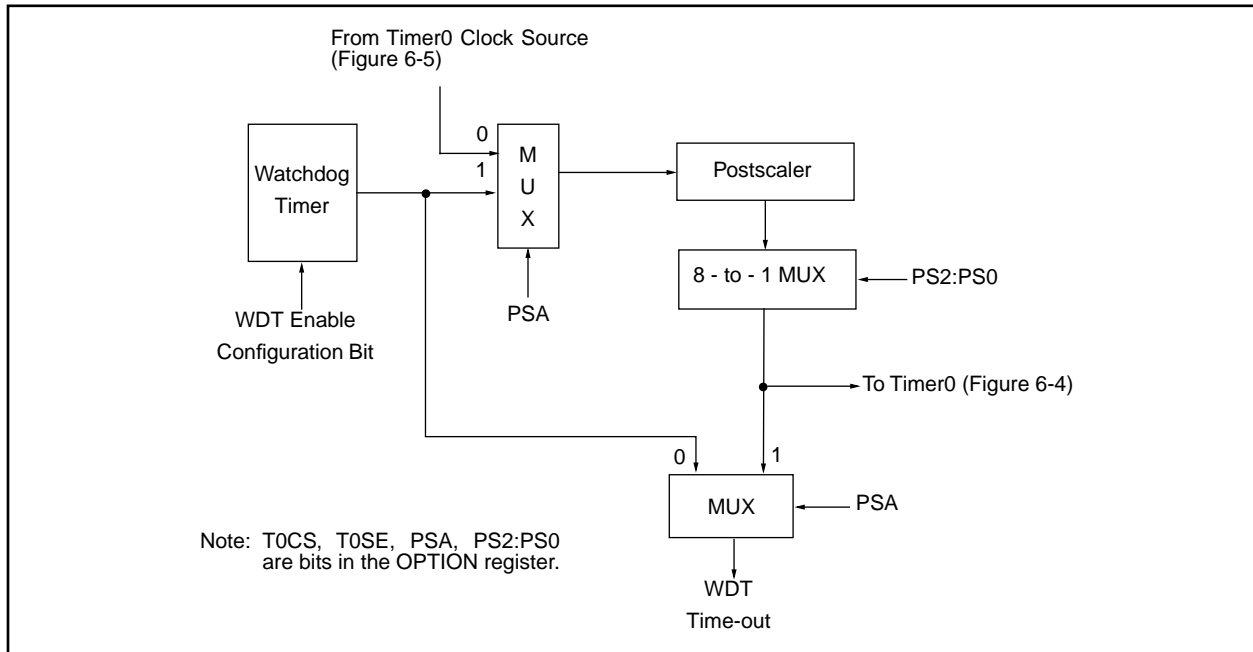 From Timer0 Clock Source
(Figure 6-5)
0
1
Watchdog
Timer
M
U
X
Postscaler
8 - to - 1 MUX
PS2:PS0
WDT Enable
Configuration Bit
PSA
To Timer0 (Figure 6-4)
0
1
MUX
PSA
Note: T0CS, T0SE, PSA, PS2:PS0
are bits in the OPTION register.
WDT
Time-out